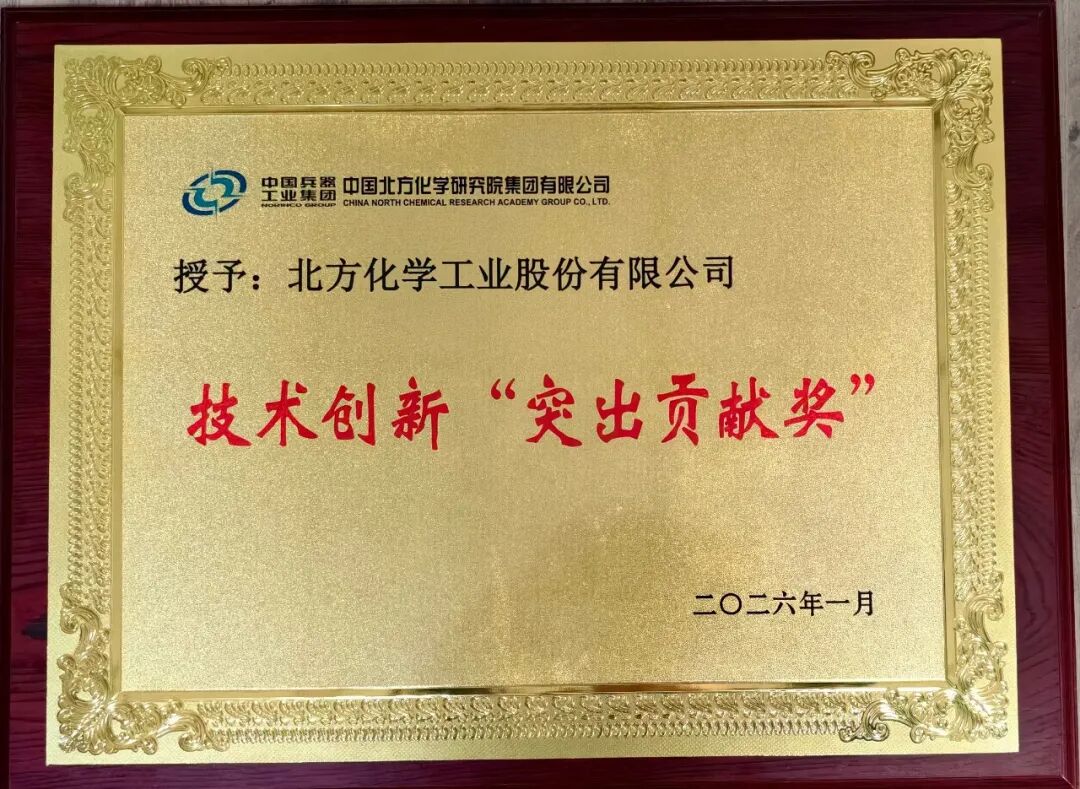 中国兵器
工业集团
NORINCO GROUP
中国北方化学研究院集团有限公司
CHINA NORTH CHEMICAL RESEARCH ACADEMY GROUP CO., LTD.
授予：北方化学工业股份有限公司
技术创新“突出贡献奖”
二〇二六年一月